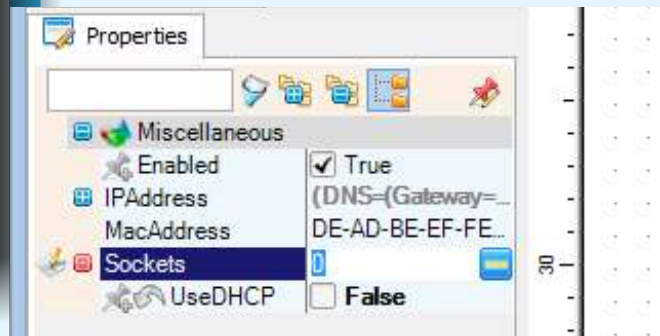 Properties
Miscellaneous
Enabled True
IPAddress (DNS=(Gateway=...
MacAddress DE-AD-BE-EF-FE...
Sockets 0
UseDHCP False
30